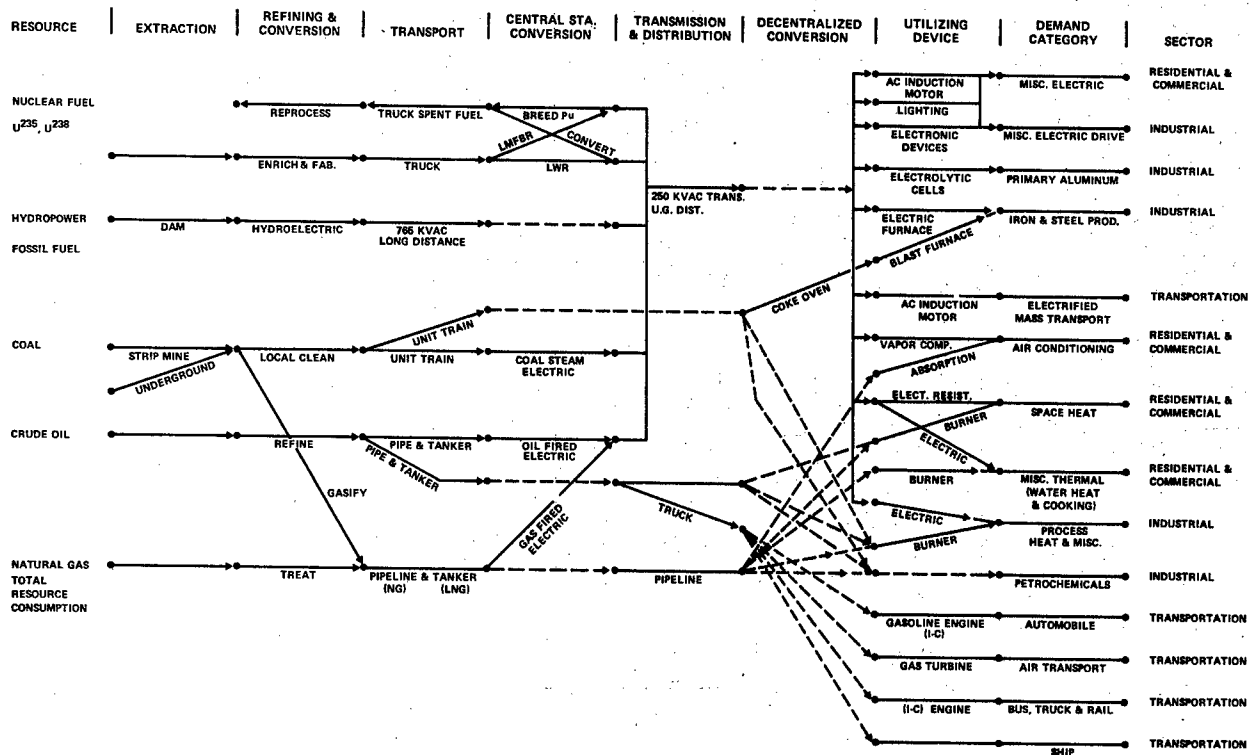 RESOURCE
EXTRACTION
REFINING &
CONVERSION
TRANSPORT
CENTRAL STA.
CONVERSION
TRANSMISSION
& DISTRIBUTION
DECENTRALIZED
CONVERSION
UTILIZING
DEVICE
DEMAND
CATEGORY
SECTOR
NUCLEAR FUEL
U235, U238
REPROCESS
TRUCK SPENT FUEL
BREED Pu
LMFBR
CONVERT
ENRICH & FAB.
TRUCK
LWR
AC INDUCTION
MOTOR
MISC. ELECTRIC
RESIDENTIAL &
COMMERCIAL
LIGHTING
ELECTRONIC
DEVICES
MISC. ELECTRIC DRIVE
INDUSTRIAL
ELECTROLYTIC
CELLS
PRIMARY ALUMINUM
INDUSTRIAL
250 KVAC TRANS.
U.G. DIST.
HYDROPOWER
DAM
HYDROELECTRIC
765 KVAC
LONG DISTANCE
ELECTRIC
FURNACE
IRON & STEEL PROD.
INDUSTRIAL
BLAST FURNACE
FOSSIL FUEL
COKE OVEN
AC INDUCTION
MOTOR
ELECTRIFIED
MASS TRANSPORT
TRANSPORTATION
COAL
STRIP MINE
UNDERGROUND
LOCAL CLEAN
UNIT TRAIN
UNIT TRAIN
COAL STEAM
ELECTRIC
VAPOR COMP.
ABSORPTION
AIR CONDITIONING
RESIDENTIAL &
COMMERCIAL
ELECT. RESIST.
BURNER
SPACE HEAT
RESIDENTIAL &
COMMERCIAL
ELECTRIC
CRUDE OIL
REFINE
PIPE & TANKER
PIPE & TANKER
OIL FIRED
ELECTRIC
GASIFY
GAS FIRED
ELECTRIC
TRUCK
BURNER
MISC. THERMAL
(WATER HEAT
& COOKING)
RESIDENTIAL &
COMMERCIAL
ELECTRIC
BURNER
PROCESS
HEAT & MISC.
INDUSTRIAL
NATURAL GAS
TREAT
PIPELINE & TANKER
(NG) (LNG)
PIPELINE
PETROCHEMICALS
INDUSTRIAL
TOTAL
RESOURCE
CONSUMPTION
GASOLINE ENGINE
(I-C)
AUTOMOBILE
TRANSPORTATION
GAS TURBINE
AIR TRANSPORT
TRANSPORTATION
(I-C) ENGINE
BUS, TRUCK & RAIL
TRANSPORTATION
SHIP
TRANSPORTATION